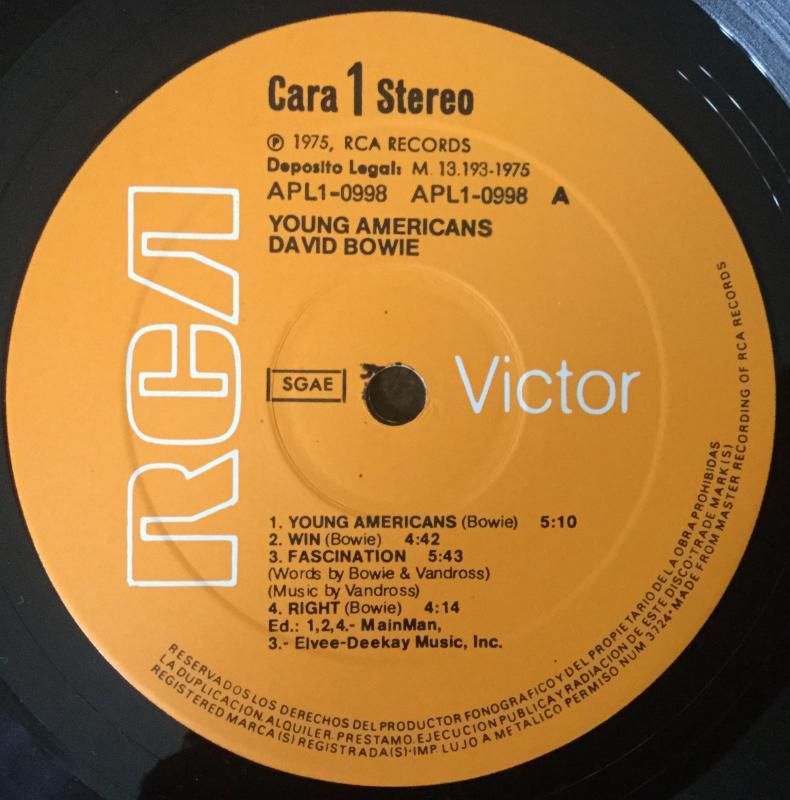 Cara 1 Stereo
℗ 1975, RCA RECORDS
Deposito Legal: M. 13.193-1975
APL1-0998 APL1-0998 A
YOUNG AMERICANS
DAVID BOWIE
RCA
SGAE
Victor
1. YOUNG AMERICANS (Bowie) 5:10
2. WIN (Bowie) 4:42
3. FASCINATION 5:43
(Words by Bowie & Vandross)
(Music by Vandross)
4. RIGHT (Bowie) 4:14
Ed.: 1,2,4.- MainMan,
3.- Elvee-Deekay Music, Inc.
RESERVADOS LOS DERECHOS DEL PRODUCTOR FONOGRAFICO Y DEL PROPIETARIO DE LA OBRA PROHIBIDAS
LA DUPLICACION, ALQUILER, PRESTAMO, EJECUCION PUBLICA Y RADIACION DE ESTE DISCO·TRADE MARK(S)
REGISTERED MARCA(S) REGISTRADA(S)·IMP. LUJO A METALICO PERMISO NUM 3724·MADE FROM MASTER RECORDING OF RCA RECORDS